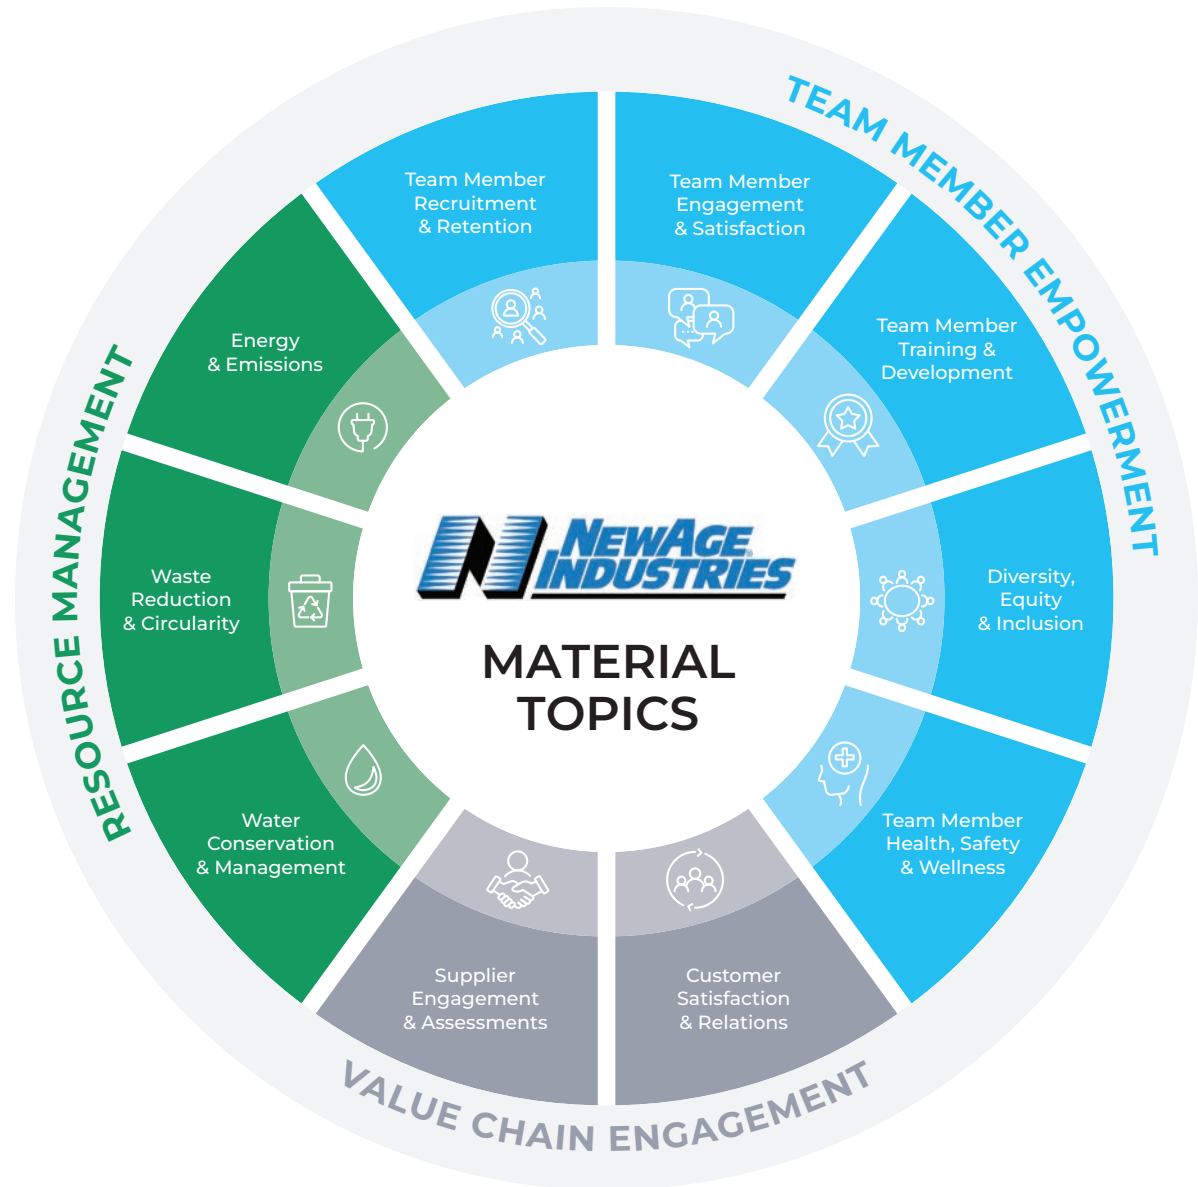 TEAM MEMBER EMPOWERMENT
Team Member
Recruitment
& Retention
Team Member
Engagement
& Satisfaction
Team Member
Training &
Development
Diversity,
Equity
& Inclusion
Team Member
Health, Safety
& Wellness
VALUE CHAIN ENGAGEMENT
Customer
Satisfaction
& Relations
Supplier
Engagement
& Assessments
RESOURCE MANAGEMENT
Water
Conservation
& Management
Waste
Reduction
& Circularity
Energy
& Emissions
NEWAGE
INDUSTRIES
MATERIAL
TOPICS